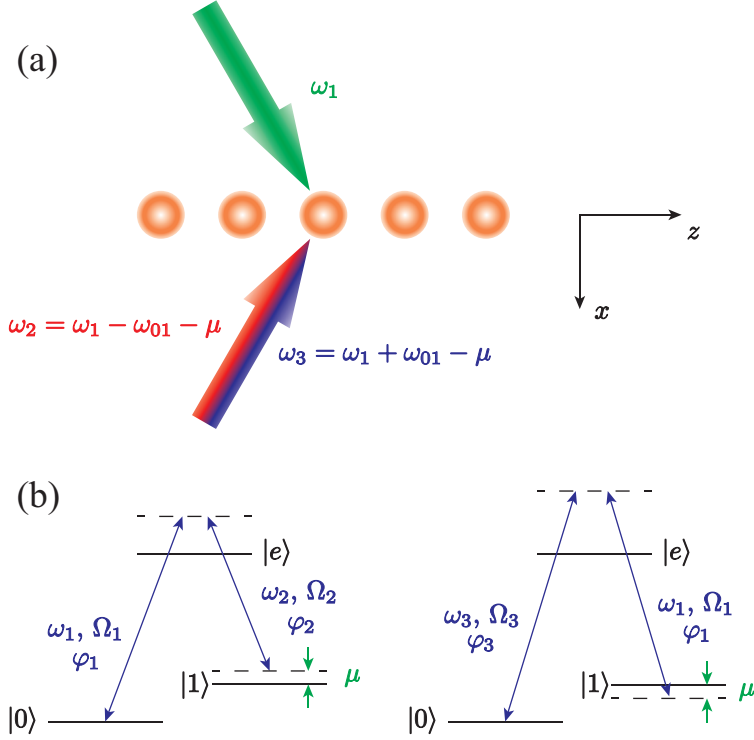 (a)
ω₁
z
x
ω₂ = ω₁ − ω₀₁ − μ
ω₃ = ω₁ + ω₀₁ − μ
(b)
|e⟩
ω₁, Ω₁
φ₁
ω₂, Ω₂
φ₂
|1⟩
μ
|0⟩
|e⟩
ω₃, Ω₃
φ₃
ω₁, Ω₁
φ₁
|1⟩
μ
|0⟩